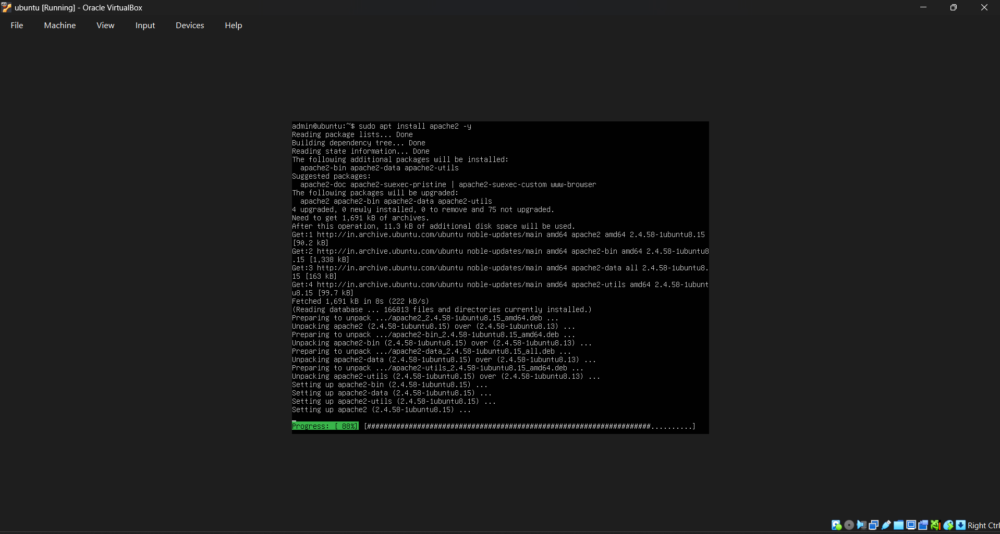 ubuntu [Running] - Oracle VirtualBox
File Machine View Input Devices Help
admin@ubuntu:~$ sudo apt install apache2 -y
Reading package lists... Done
Building dependency tree... Done
Reading state information... Done
The following additional packages will be installed:
  apache2-bin apache2-data apache2-utils
Suggested packages:
  apache2-doc apache2-suexec-pristine | apache2-suexec-custom www-browser
The following packages will be upgraded:
  apache2 apache2-bin apache2-data apache2-utils
4 upgraded, 0 newly installed, 0 to remove and 75 not upgraded.
Need to get 1,691 kB of archives.
After this operation, 11.3 kB of additional disk space will be used.
Get:1 http://in.archive.ubuntu.com/ubuntu noble-updates/main amd64 apache2 amd64 2.4.58-1ubuntu8.15
[90.2 kB]
Get:2 http://in.archive.ubuntu.com/ubuntu noble-updates/main amd64 apache2-bin amd64 2.4.58-1ubuntu8
.15 [1,338 kB]
Get:3 http://in.archive.ubuntu.com/ubuntu noble-updates/main amd64 apache2-data all 2.4.58-1ubuntu8.
15 [163 kB]
Get:4 http://in.archive.ubuntu.com/ubuntu noble-updates/main amd64 apache2-utils amd64 2.4.58-1ubunt
u8.15 [99.7 kB]
Fetched 1,691 kB in 8s (222 kB/s)
(Reading database ... 166813 files and directories currently installed.)
Preparing to unpack .../apache2_2.4.58-1ubuntu8.15_amd64.deb ...
Unpacking apache2 (2.4.58-1ubuntu8.15) over (2.4.58-1ubuntu8.13) ...
Preparing to unpack .../apache2-bin_2.4.58-1ubuntu8.15_amd64.deb ...
Unpacking apache2-bin (2.4.58-1ubuntu8.15) over (2.4.58-1ubuntu8.13) ...
Preparing to unpack .../apache2-data_2.4.58-1ubuntu8.15_all.deb ...
Unpacking apache2-data (2.4.58-1ubuntu8.15) over (2.4.58-1ubuntu8.13) ...
Preparing to unpack .../apache2-utils_2.4.58-1ubuntu8.15_amd64.deb ...
Unpacking apache2-utils (2.4.58-1ubuntu8.15) over (2.4.58-1ubuntu8.13) ...
Setting up apache2-bin (2.4.58-1ubuntu8.15) ...
Setting up apache2-data (2.4.58-1ubuntu8.15) ...
Setting up apache2-utils (2.4.58-1ubuntu8.15) ...
Setting up apache2 (2.4.58-1ubuntu8.15) ...
Progress: [ 88%] [####################################################################..........]
Right Ctrl